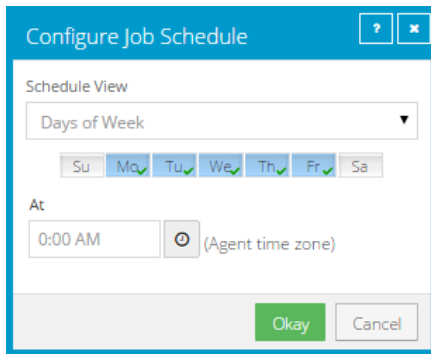 Configure Job Schedule ? ×
Schedule View
Days of Week
Su Mo Tu We Th Fr Sa
At
0:00 AM (Agent time zone)
Okay Cancel